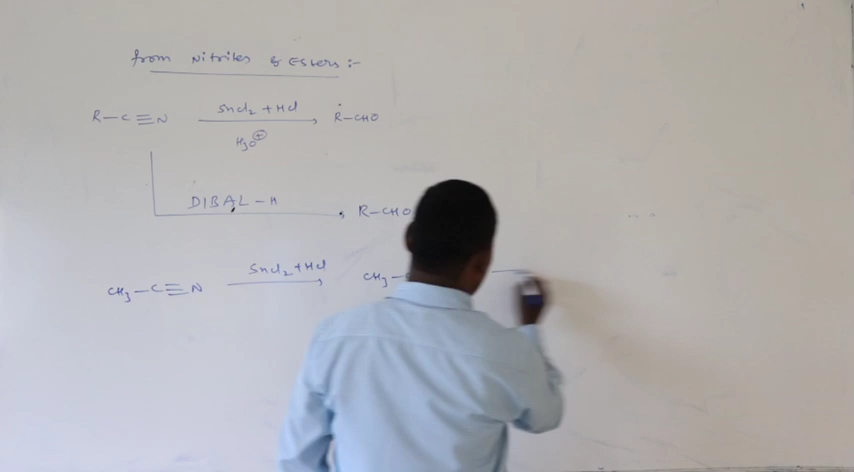 from Nitriles & Esters :-
R-C≡N SnCl₂ + HCl R-CHO
H₃O⊕
DIBAL-H R-CHO
CH₃-C≡N SnCl₂+HCl CH₃-